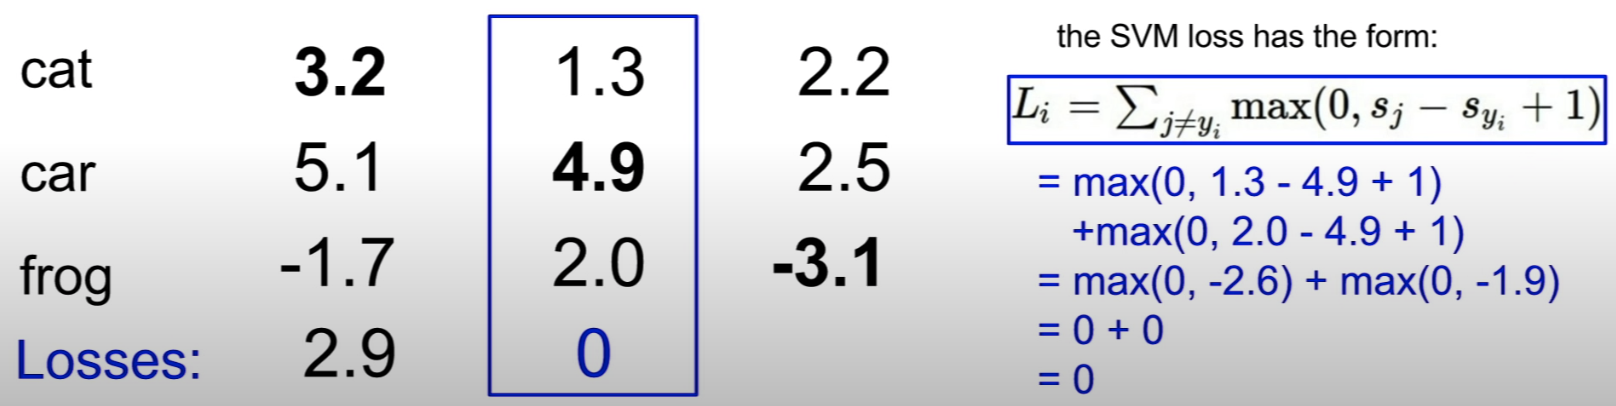 cat 3.2 1.3 2.2
car 5.1 4.9 2.5
frog -1.7 2.0 -3.1
Losses: 2.9 0
the SVM loss has the form:
L_i = ∑_{j≠y_i} max(0, s_j − s_{y_i} + 1)
= max(0, 1.3 - 4.9 + 1)
+max(0, 2.0 - 4.9 + 1)
= max(0, -2.6) + max(0, -1.9)
= 0 + 0
= 0